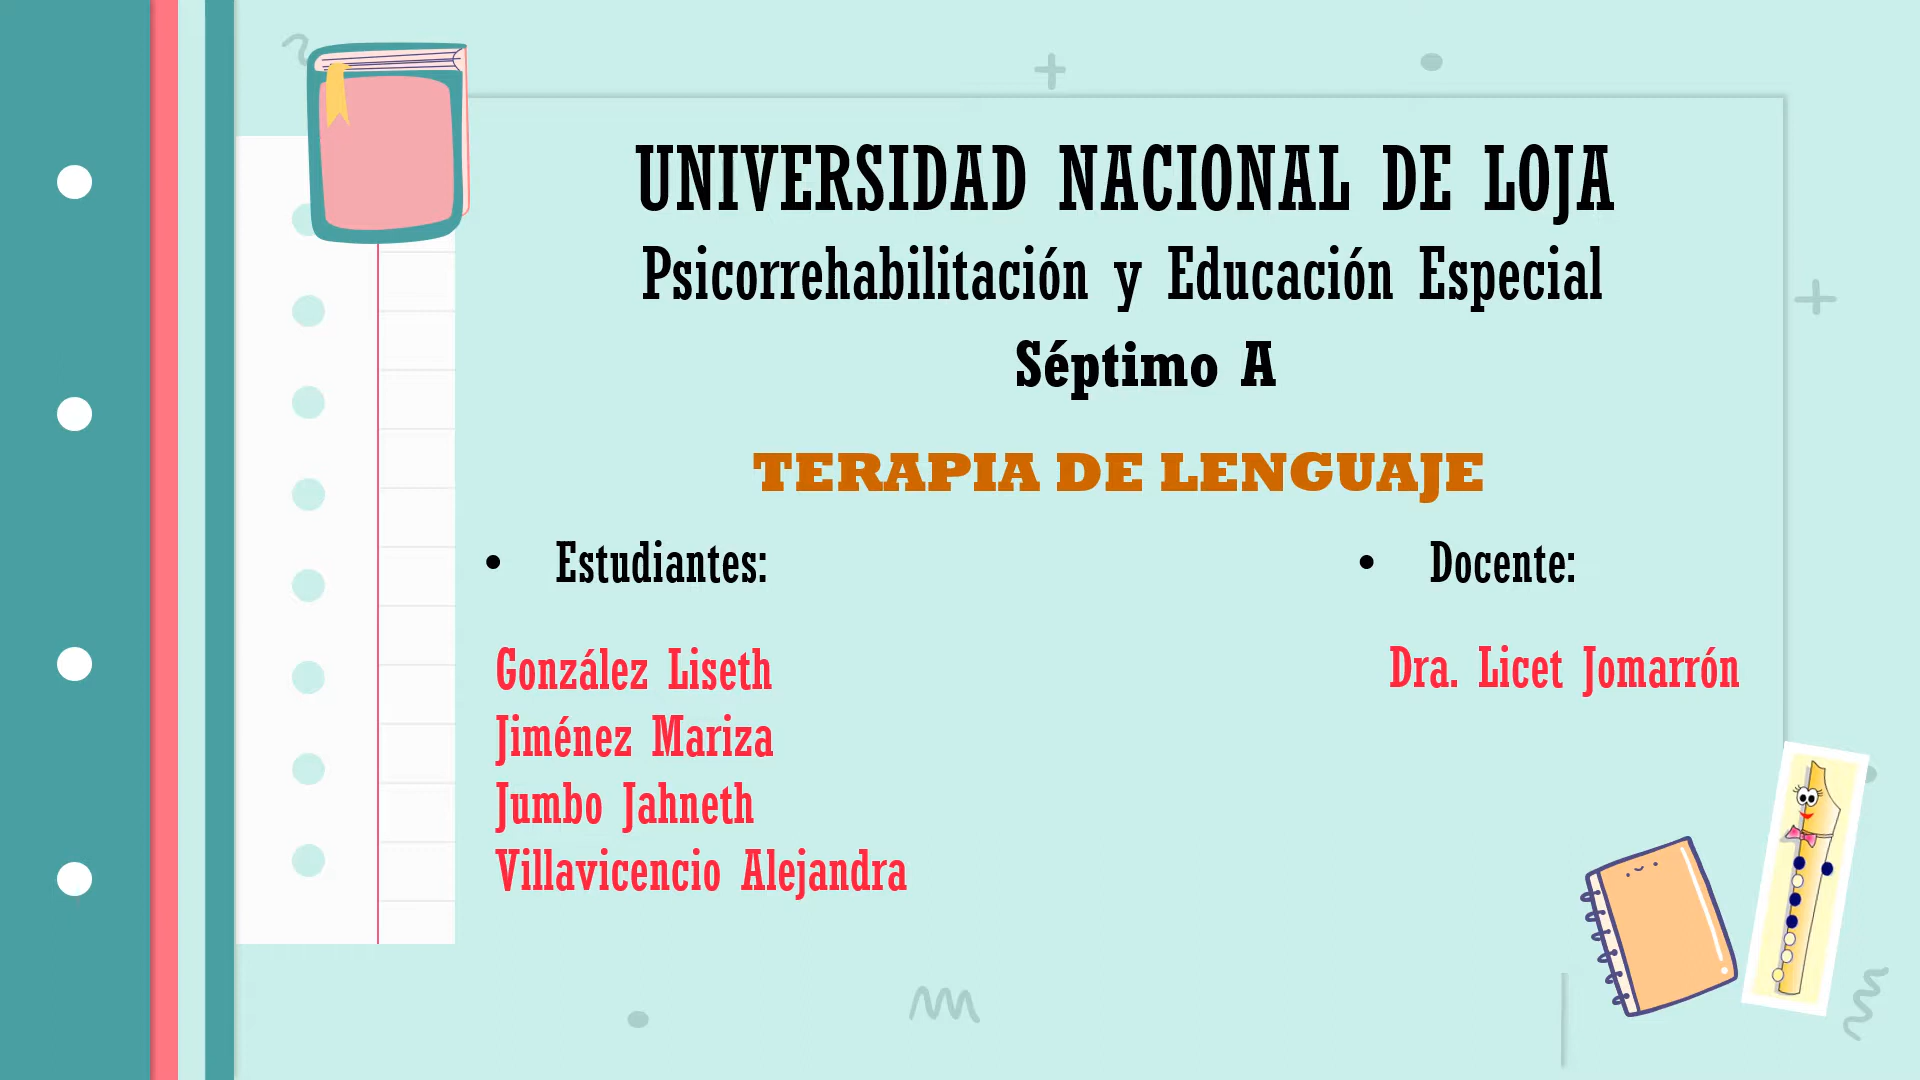 UNIVERSIDAD NACIONAL DE LOJA
Psicorrehabilitación y Educación Especial
Séptimo A
TERAPIA DE LENGUAJE
• Estudiantes:
González Liseth
Jiménez Mariza
Jumbo Jahneth
Villavicencio Alejandra
• Docente:
Dra. Licet Jomarrón